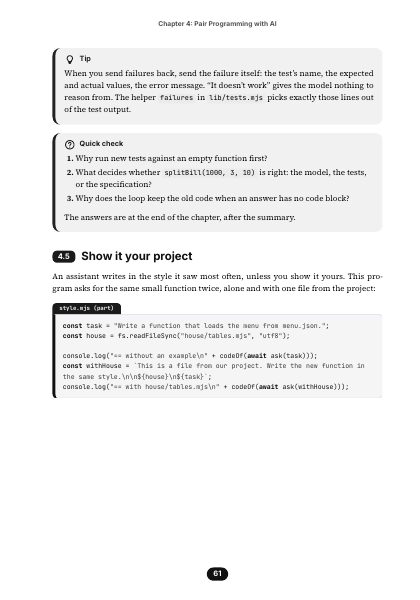 Chapter 4: Pair Programming with AI
Tip
When you send failures back, send the failure itself: the test's name, the expected
and actual values, the error message. "It doesn't work" gives the model nothing to
reason from. The helper failures in lib/tests.mjs picks exactly those lines out
of the test output.
Quick check
1. Why run new tests against an empty function first?
2. What decides whether splitBill(1000, 3, 10) is right: the model, the tests,
or the specification?
3. Why does the loop keep the old code when an answer has no code block?
The answers are at the end of the chapter, after the summary.
4.5 Show it your project
An assistant writes in the style it saw most often, unless you show it yours. This pro-
gram asks for the same small function twice, alone and with one file from the project:
style.mjs (part)
const task = "Write a function that loads the menu from menu.json.";
const house = fs.readFileSync("house/tables.mjs", "utf8");
console.log("== without an example\n" + codeOf(await ask(task)));
const withHouse = `This is a file from our project. Write the new function in
the same style.\n\n${house}\n${task}`;
console.log("== with house/tables.mjs\n" + codeOf(await ask(withHouse)));
61